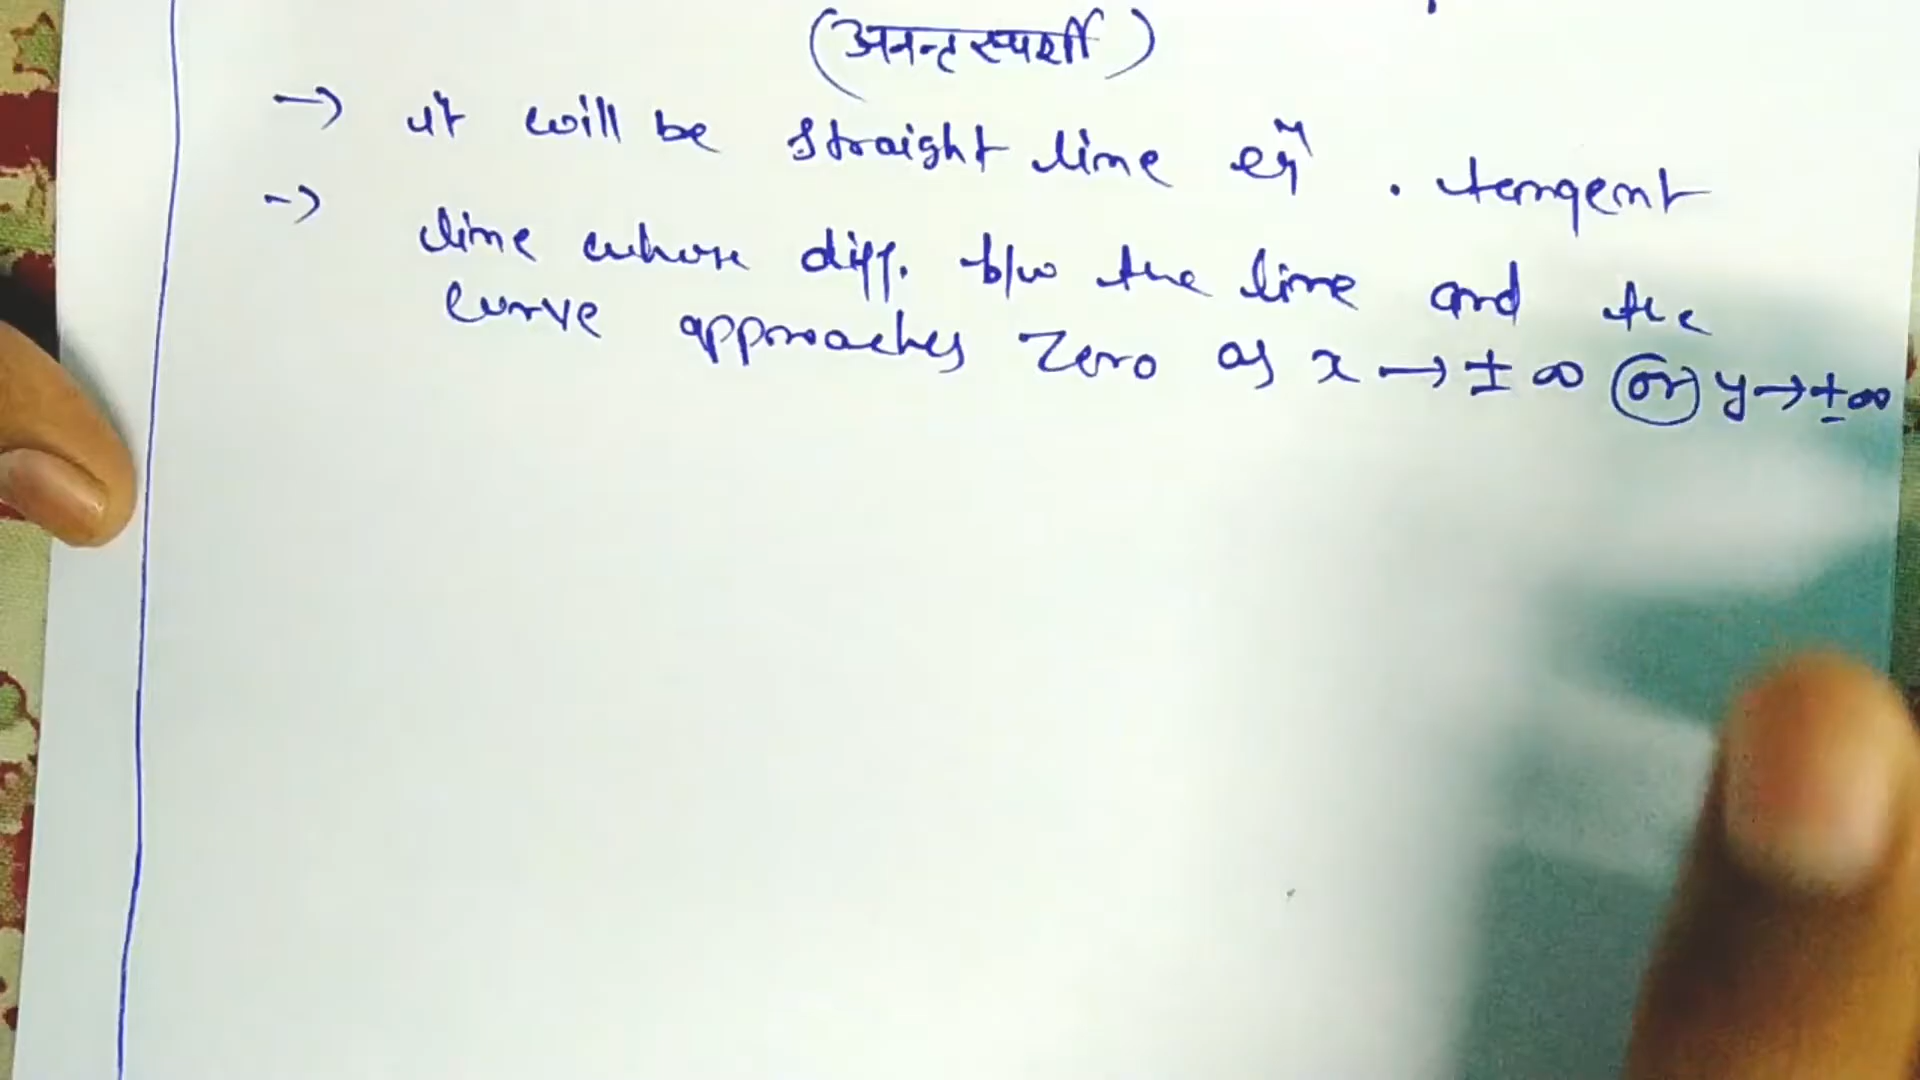 (अनन्तस्पर्शी)
→ it will be straight line eqn . tangent
→ line whose diff. b/w the line and the
curve approaches zero as x → ± ∞ or y → ± ∞